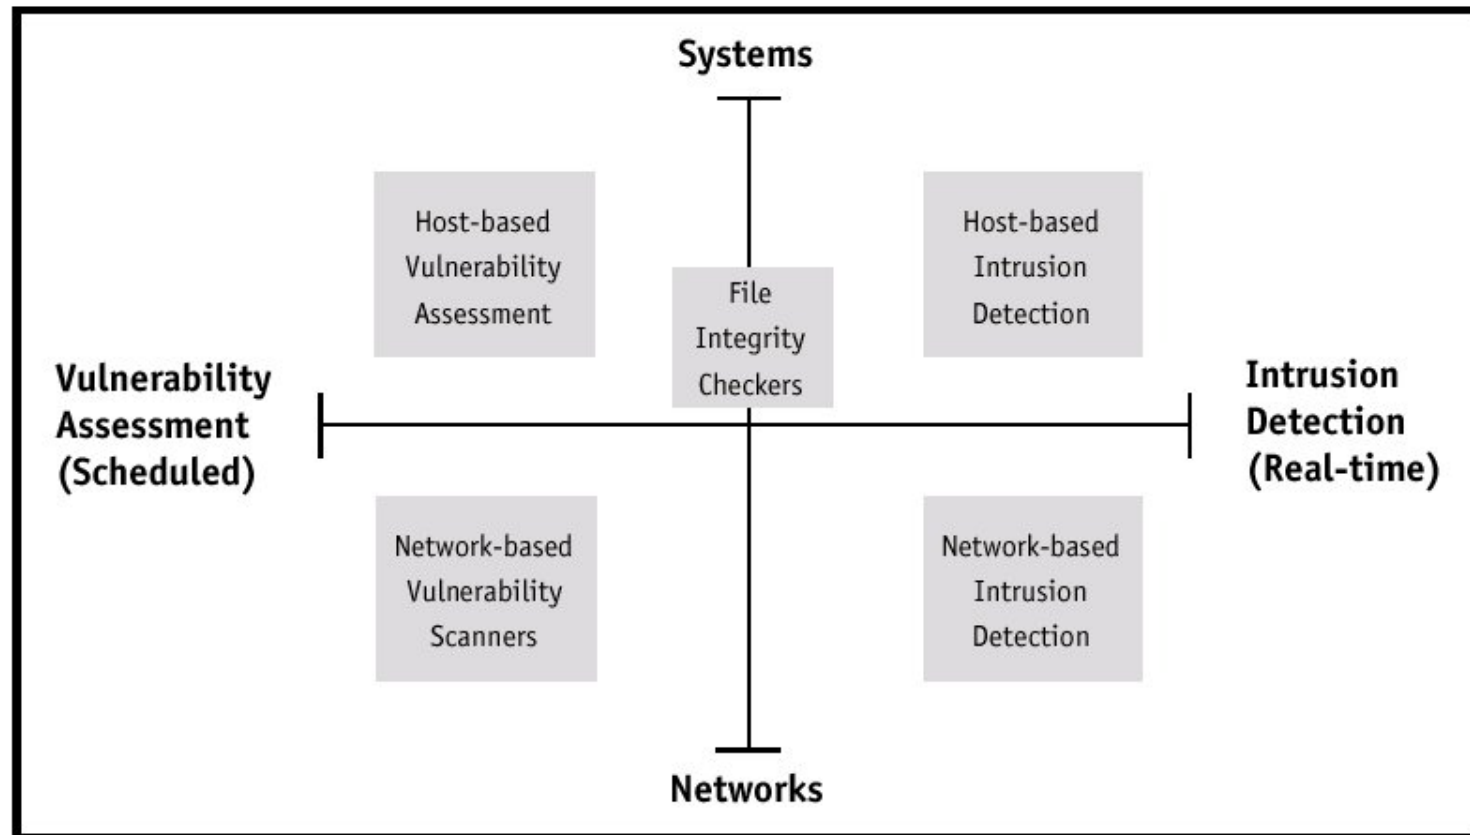 Systems
Host-based
Vulnerability
Assessment
Host-based
Intrusion
Detection
File
Integrity
Checkers
Vulnerability
Assessment
(Scheduled)
Intrusion
Detection
(Real-time)
Network-based
Vulnerability
Scanners
Network-based
Intrusion
Detection
Networks